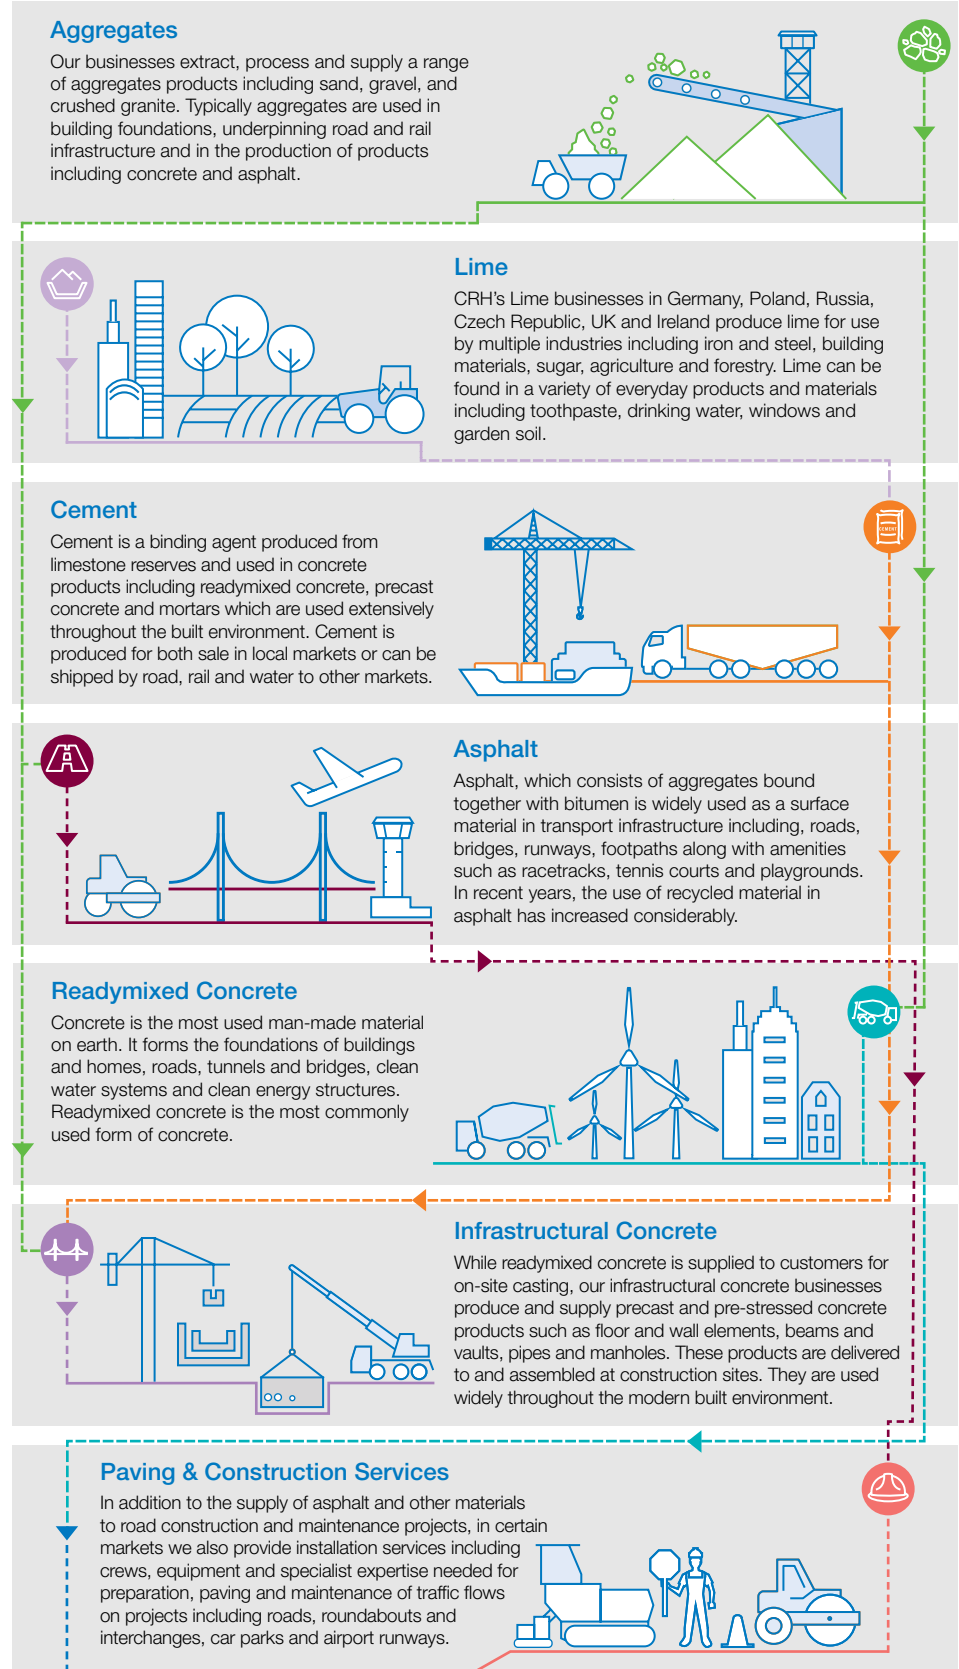 Aggregates
Our businesses extract, process and supply a range
of aggregates products including sand, gravel, and
crushed granite. Typically aggregates are used in
building foundations, underpinning road and rail
infrastructure and in the production of products
including concrete and asphalt.
Lime
CRH's Lime businesses in Germany, Poland, Russia,
Czech Republic, UK and Ireland produce lime for use
by multiple industries including iron and steel, building
materials, sugar, agriculture and forestry. Lime can be
found in a variety of everyday products and materials
including toothpaste, drinking water, windows and
garden soil.
Cement
Cement is a binding agent produced from
limestone reserves and used in concrete
products including readymixed concrete, precast
concrete and mortars which are used extensively
throughout the built environment. Cement is
produced for both sale in local markets or can be
shipped by road, rail and water to other markets.
CEMENT
Asphalt
Asphalt, which consists of aggregates bound
together with bitumen is widely used as a surface
material in transport infrastructure including, roads,
bridges, runways, footpaths along with amenities
such as racetracks, tennis courts and playgrounds.
In recent years, the use of recycled material in
asphalt has increased considerably.
Readymixed Concrete
Concrete is the most used man-made material
on earth. It forms the foundations of buildings
and homes, roads, tunnels and bridges, clean
water systems and clean energy structures.
Readymixed concrete is the most commonly
used form of concrete.
Infrastructural Concrete
While readymixed concrete is supplied to customers for
on-site casting, our infrastructural concrete businesses
produce and supply precast and pre-stressed concrete
products such as floor and wall elements, beams and
vaults, pipes and manholes. These products are delivered
to and assembled at construction sites. They are used
widely throughout the modern built environment.
Paving & Construction Services
In addition to the supply of asphalt and other materials
to road construction and maintenance projects, in certain
markets we also provide installation services including
crews, equipment and specialist expertise needed for
preparation, paving and maintenance of traffic flows
on projects including roads, roundabouts and
interchanges, car parks and airport runways.